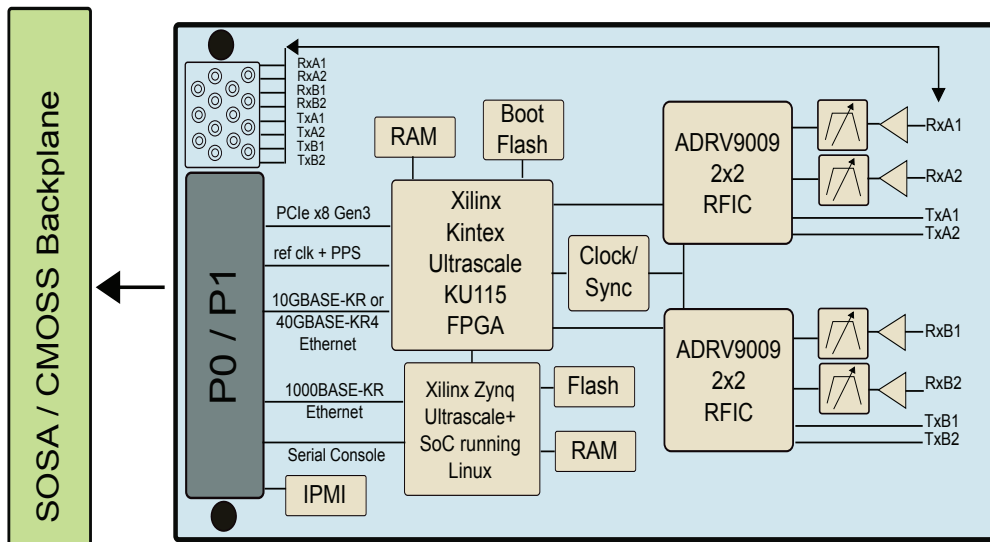 SOSA / CMOSS Backplane
P0 / P1
RxA1
RxA2
RxB1
RxB2
TxA1
TxA2
TxB1
TxB2
PCIe x8 Gen3
ref clk + PPS
10GBASE-KR or
40GBASE-KR4
Ethernet
1000BASE-KR
Ethernet
Serial Console
IPMI
RAM
Boot
Flash
Xilinx
Kintex
Ultrascale
KU115
FPGA
Clock/
Sync
Xilinx Zynq
Ultrascale+
SoC running
Linux
Flash
RAM
ADRV9009
2x2
RFIC
RxA1
RxA2
TxA1
TxA2
ADRV9009
2x2
RFIC
RxB1
RxB2
TxB1
TxB2